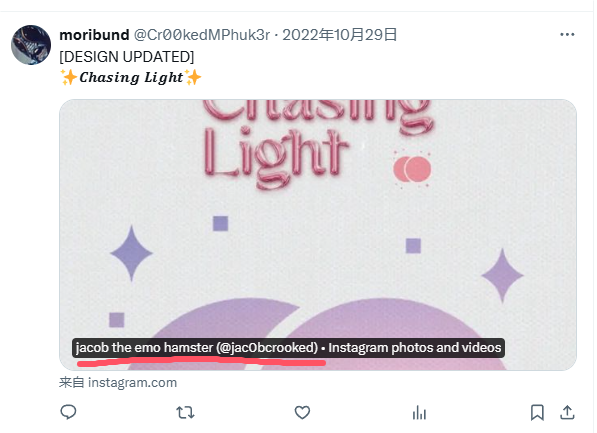 moribund @Cr00kedMPhuk3r · 2022年10月29日
[DESIGN UPDATED]
✨𝑪𝒉𝒂𝒔𝒊𝒏𝒈 𝑳𝒊𝒈𝒉𝒕✨
Chasing
Light
jacob the emo hamster (@jac0bcrooked) • Instagram photos and videos
来自 instagram.com